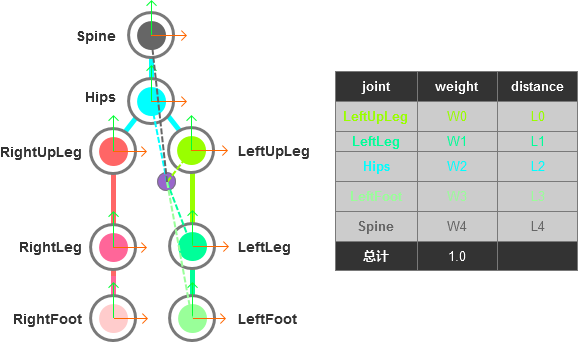 Spine
Hips
RightUpLeg
LeftUpLeg
RightLeg
LeftLeg
RightFoot
LeftFoot
joint weight distance
LeftUpLeg W0 L0
LeftLeg W1 L1
Hips W2 L2
LeftFoot W3 L3
Spine W4 L4
总计 1.0